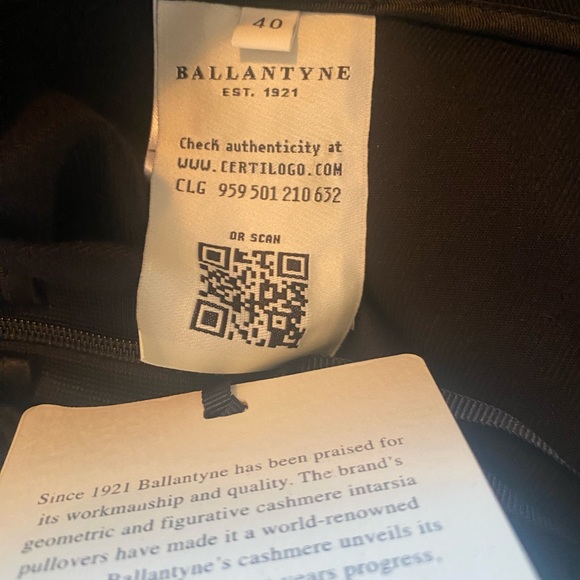 40
BALLANTYNE
EST. 1921
Check authenticity at
WWW.CERTILOGO.COM
CLG 959 501 210 632
OR SCAN
Since 1921 Ballantyne has been praised for
its workmanship and quality. The brand's
geometric and figurative cashmere intarsia
pullovers have made it a world-renowned
Ballantyne's cashmere unveils its
years progress,